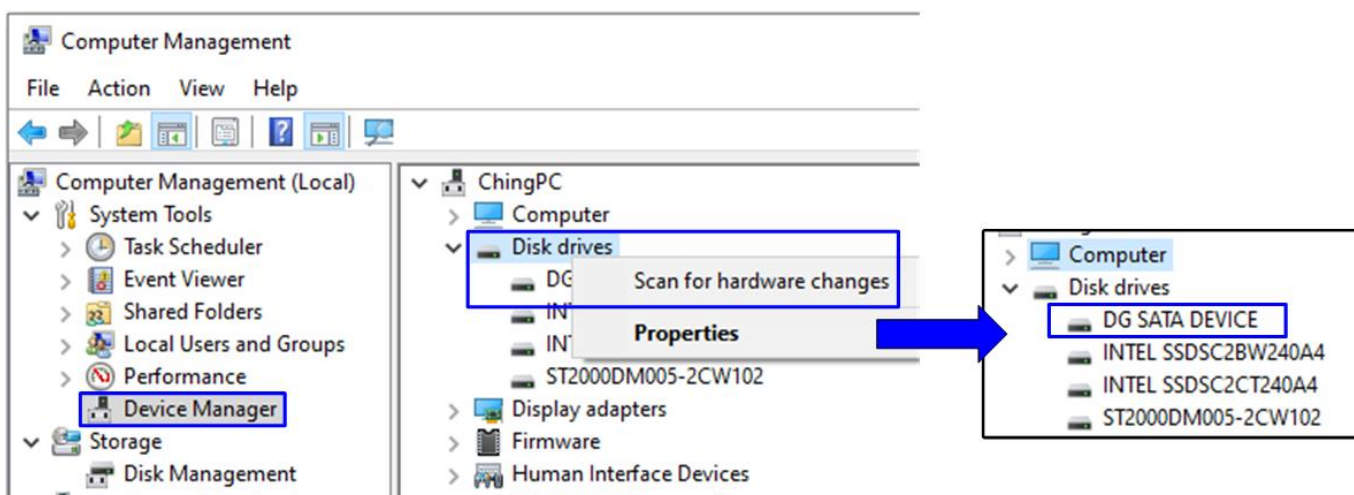 Computer Management
File Action View Help
Computer Management (Local)
System Tools
Task Scheduler
Event Viewer
Shared Folders
Local Users and Groups
Performance
Device Manager
Storage
Disk Management
ChingPC
Computer
Disk drives
DG
IN
INT
ST2000DM005-2CW102
Display adapters
Firmware
Human Interface Devices
Scan for hardware changes
Properties
Computer
Disk drives
DG SATA DEVICE
INTEL SSDSC2BW240A4
INTEL SSDSC2CT240A4
ST2000DM005-2CW102